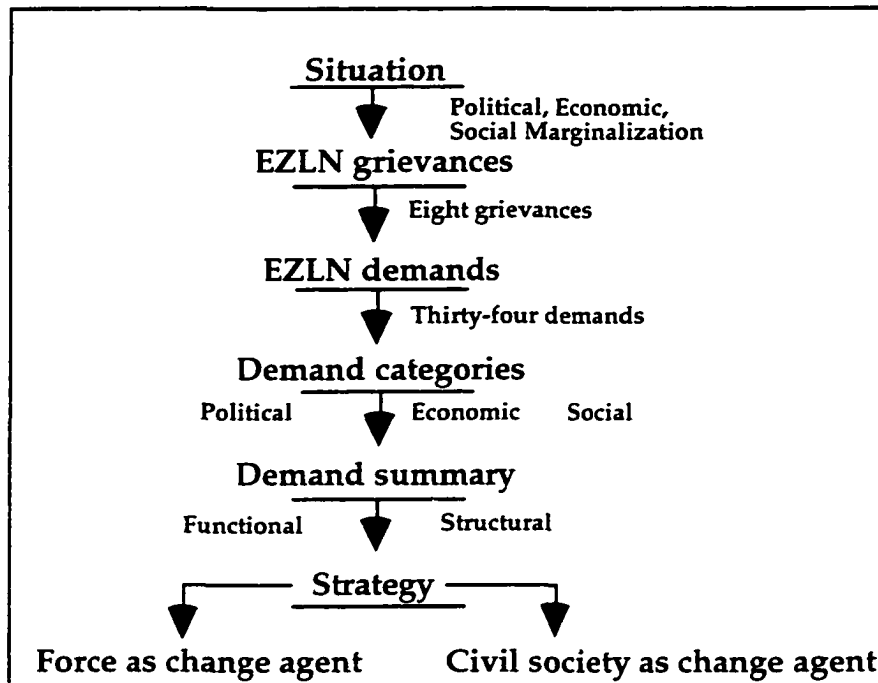 Situation
Political, Economic,
Social Marginalization
EZLN grievances
Eight grievances
EZLN demands
Thirty-four demands
Demand categories
Political Economic Social
Demand summary
Functional Structural
Strategy
Force as change agent Civil society as change agent